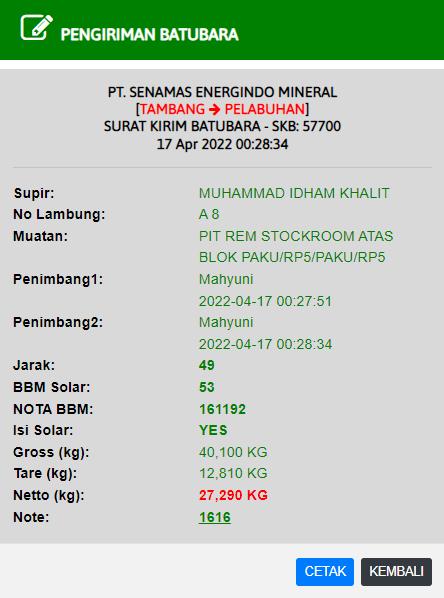 PENGIRIMAN BATUBARA
PT. SENAMAS ENERGINDO MINERAL
[TAMBANG → PELABUHAN]
SURAT KIRIM BATUBARA - SKB: 57700
17 Apr 2022 00:28:34
Supir: MUHAMMAD IDHAM KHALIT
No Lambung: A 8
Muatan: PIT REM STOCKROOM ATAS
BLOK PAKU/RP5/PAKU/RP5
Penimbang1: Mahyuni
2022-04-17 00:27:51
Penimbang2: Mahyuni
2022-04-17 00:28:34
Jarak: 49
BBM Solar: 53
NOTA BBM: 161192
Isi Solar: YES
Gross (kg): 40,100 KG
Tare (kg): 12,810 KG
Netto (kg): 27,290 KG
Note: 1616
CETAK KEMBALI